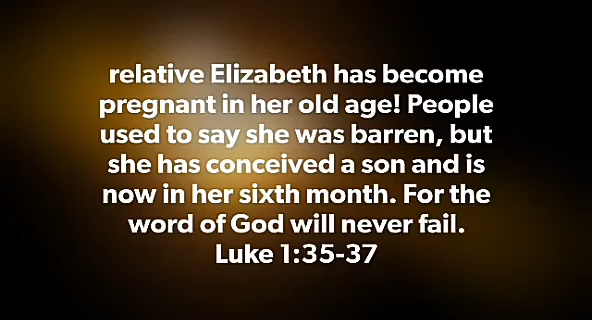 relative Elizabeth has become
pregnant in her old age! People
used to say she was barren, but
she has conceived a son and is
now in her sixth month. For the
word of God will never fail.
Luke 1:35-37